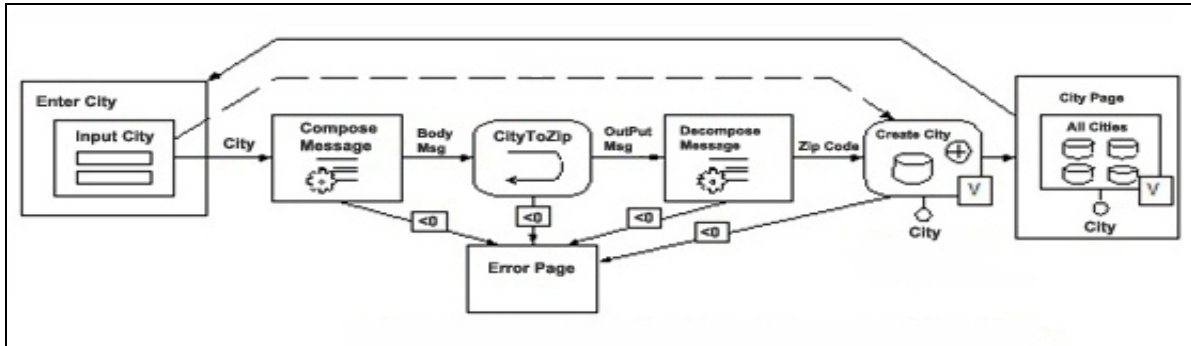 Enter City
Input City
City
Compose
Message
Body
Msg
CityToZip
OutPut
Msg
Decompose
Message
Zip Code
Create City
V
City
City Page
All Cities
V
City
<0
<0
<0
<0
Error Page